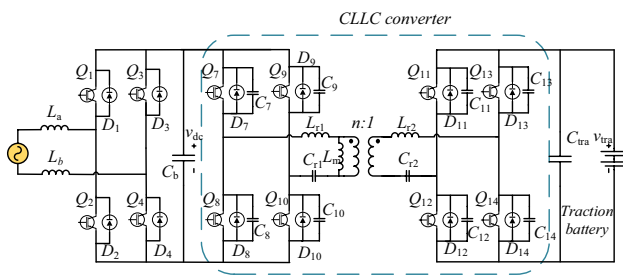 CLLC converter
Q1 Q3 Q7 Q9 D9 Q11 Q13 C13
D1 D3 vdc + - C7 C9 C11
D7 D11 D13
La Lr1 n:1 Lr2 Ctra vtra + -
Lb Cb Cr1 Lm Cr2
Q2 Q4 Q8 Q10 C10 Q12 Q14
D2 D4 C8 C12 C14 Traction
D8 D10 D12 D14 battery